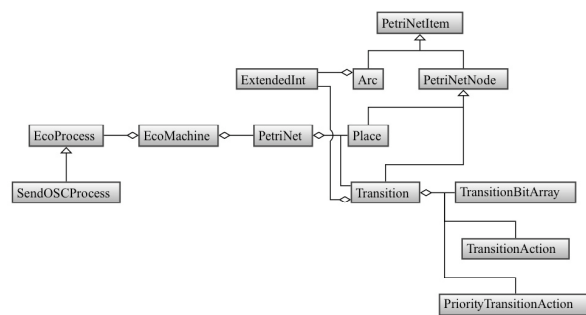 PetriNetItem
ExtendedInt
Arc
PetriNetNode
EcoProcess
EcoMachine
PetriNet
Place
SendOSCProcess
Transition
TransitionBitArray
TransitionAction
PriorityTransitionAction